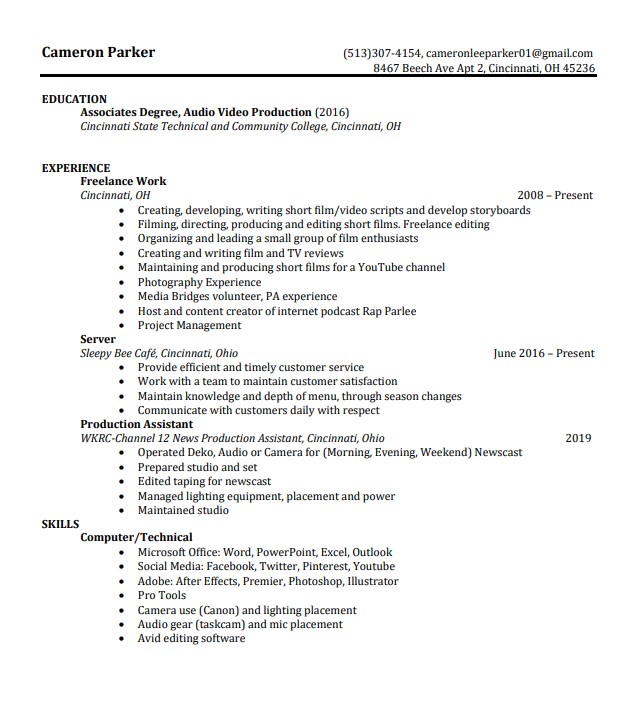 Cameron Parker
(513)307-4154, cameronleeparker01@gmail.com
8467 Beech Ave Apt 2, Cincinnati, OH 45236
EDUCATION
Associates Degree, Audio Video Production (2016)
Cincinnati State Technical and Community College, Cincinnati, OH
EXPERIENCE
Freelance Work
Cincinnati, OH 2008 – Present
• Creating, developing, writing short film/video scripts and develop storyboards
• Filming, directing, producing and editing short films. Freelance editing
• Organizing and leading a small group of film enthusiasts
• Creating and writing film and TV reviews
• Maintaining and producing short films for a YouTube channel
• Photography Experience
• Media Bridges volunteer, PA experience
• Host and content creator of internet podcast Rap Parlee
• Project Management
Server
Sleepy Bee Café, Cincinnati, Ohio June 2016 – Present
• Provide efficient and timely customer service
• Work with a team to maintain customer satisfaction
• Maintain knowledge and depth of menu, through season changes
• Communicate with customers daily with respect
Production Assistant
WKRC-Channel 12 News Production Assistant, Cincinnati, Ohio 2019
• Operated Deko, Audio or Camera for (Morning, Evening, Weekend) Newscast
• Prepared studio and set
• Edited taping for newscast
• Managed lighting equipment, placement and power
• Maintained studio
SKILLS
Computer/Technical
• Microsoft Office: Word, PowerPoint, Excel, Outlook
• Social Media: Facebook, Twitter, Pinterest, Youtube
• Adobe: After Effects, Premier, Photoshop, Illustrator
• Pro Tools
• Camera use (Canon) and lighting placement
• Audio gear (taskcam) and mic placement
• Avid editing software